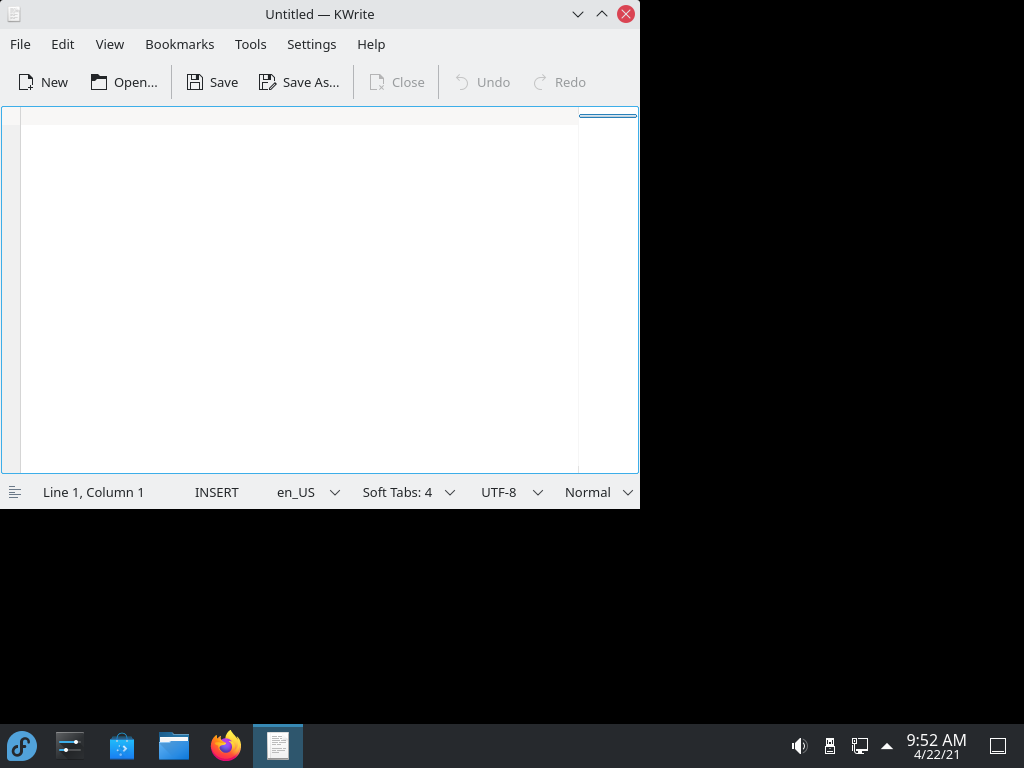 Untitled — KWrite
File Edit View Bookmarks Tools Settings Help
New Open... Save Save As... Close Undo Redo
Line 1, Column 1 INSERT en_US Soft Tabs: 4 UTF-8 Normal
9:52 AM
4/22/21